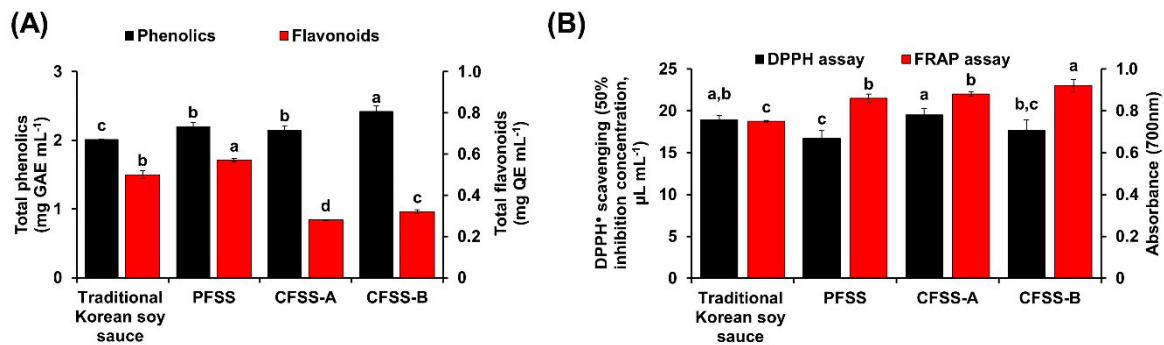 (A)
Phenolics Flavonoids
Total phenolics
(mg GAE mL-1)
3
2
1
0
c b b a b c d a
1.0
0.8
0.6
0.4
0.2
0.0
Total flavonoids
(mg QE mL-1)
Traditional
Korean soy
sauce
PFSS CFSS-A CFSS-B
(B)
DPPH assay FRAP assay
DPPH• scavenging (50%
inhibition concentration,
µL mL-1)
25
20
15
10
5
0
a,b c c b a b b,c a
1.0
0.8
0.6
0.4
0.2
0.0
Absorbance (700nm)
Traditional
Korean soy
sauce
PFSS CFSS-A CFSS-B